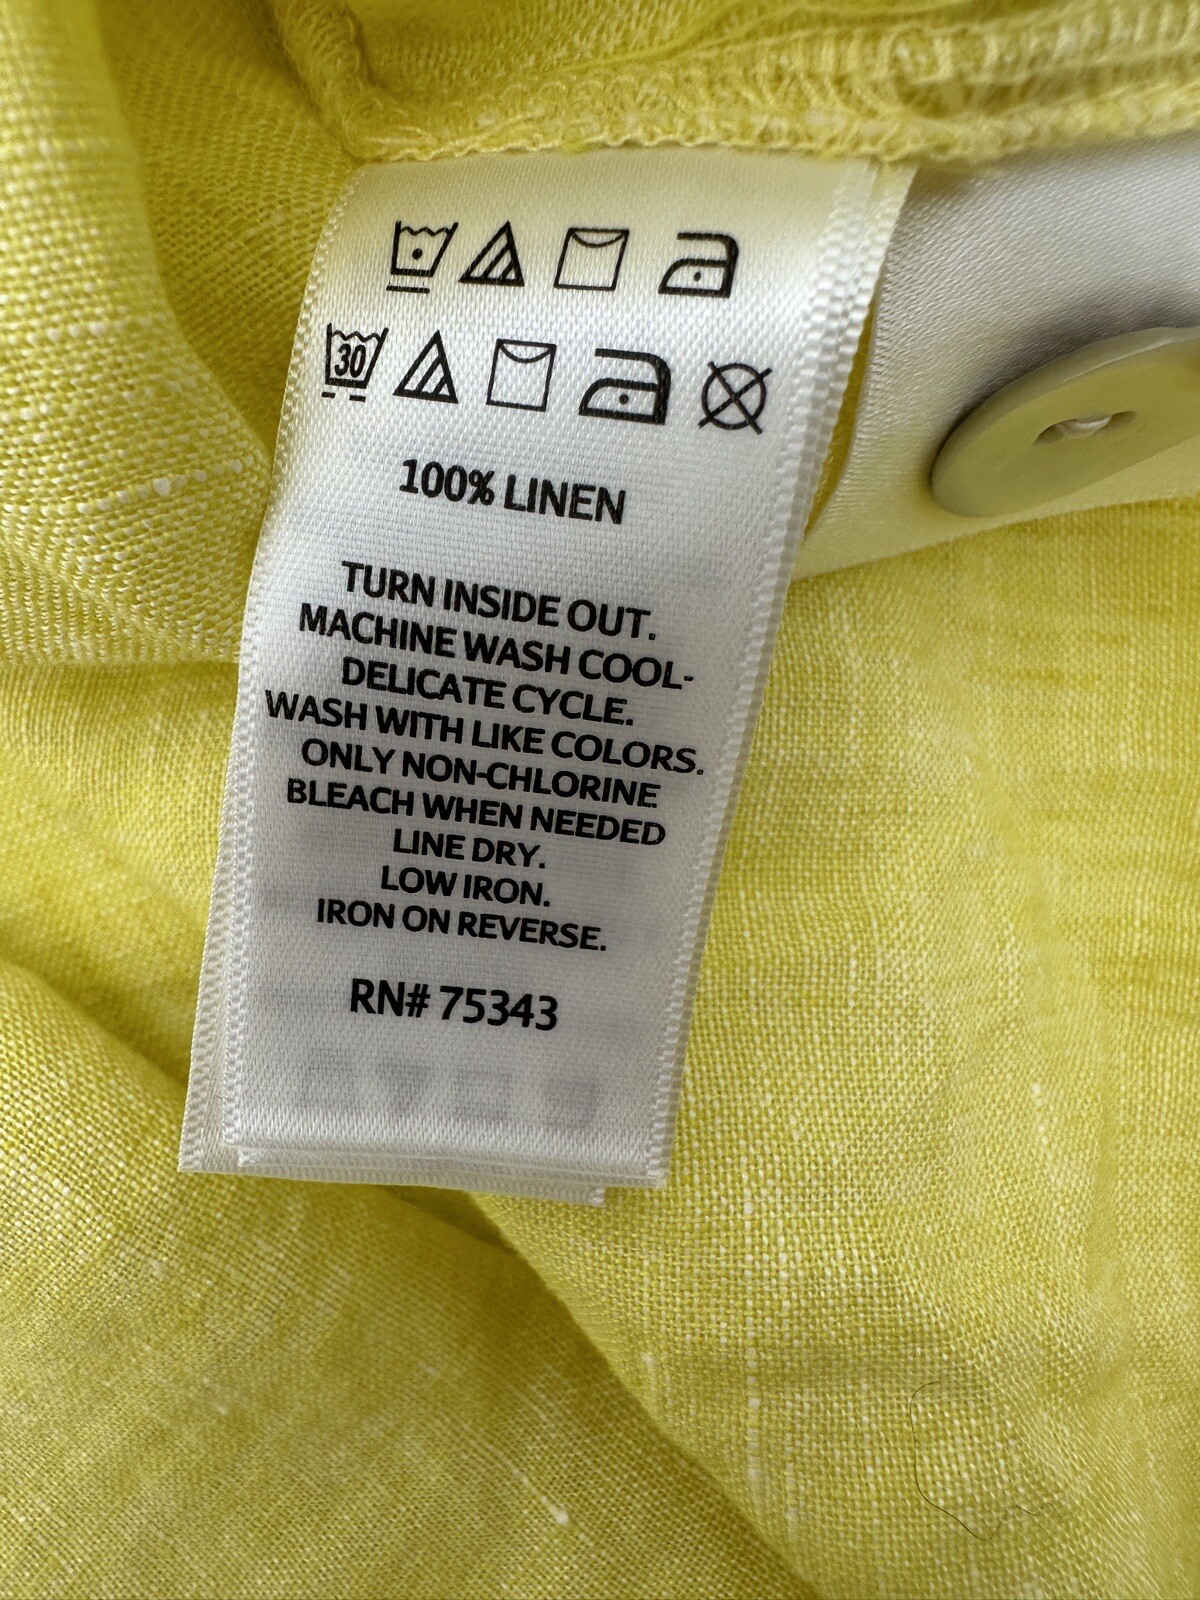 30
100% LINEN
TURN INSIDE OUT.
MACHINE WASH COOL-
DELICATE CYCLE.
WASH WITH LIKE COLORS.
ONLY NON-CHLORINE
BLEACH WHEN NEEDED
LINE DRY.
LOW IRON.
IRON ON REVERSE.
RN# 75343